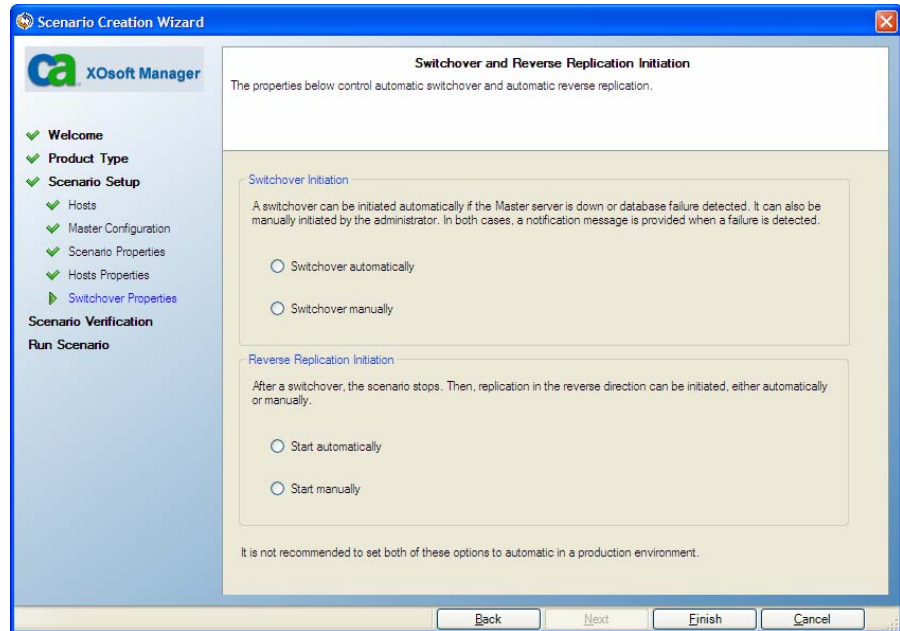 Scenario Creation Wizard
ca XOsoft Manager
Welcome
Product Type
Scenario Setup
Hosts
Master Configuration
Scenario Properties
Hosts Properties
Switchover Properties
Scenario Verification
Run Scenario
Switchover and Reverse Replication Initiation
The properties below control automatic switchover and automatic reverse replication.
Switchover Initiation
A switchover can be initiated automatically if the Master server is down or database failure detected. It can also be
manually initiated by the administrator. In both cases, a notification message is provided when a failure is detected.
Switchover automatically
Switchover manually
Reverse Replication Initiation
After a switchover, the scenario stops. Then, replication in the reverse direction can be initiated, either automatically
or manually.
Start automatically
Start manually
It is not recommended to set both of these options to automatic in a production environment.
Back Next Finish Cancel